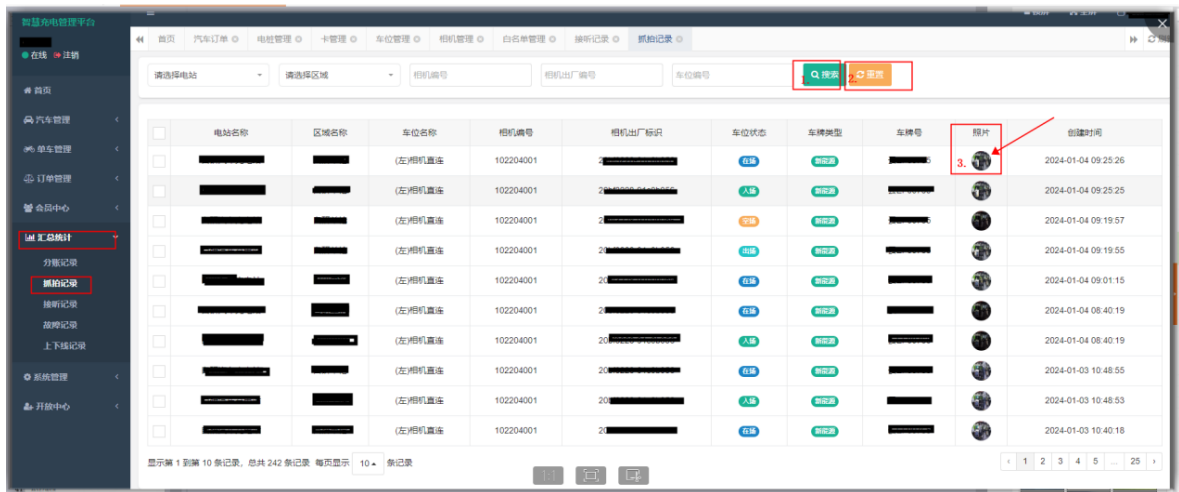 智慧充电管理平台
在线 注销
首页
汽车管理
单车管理
订单管理
会员中心
汇总统计
分账记录
抓拍记录
接听记录
故障记录
上下线记录
系统管理
开放中心
首页 汽车订单 电桩管理 卡管理 车位管理 相机管理 白名单管理 接听记录 抓拍记录
请选择电站 请选择区域 相机编号 相机出厂编号 车位编号 1. 搜索 2. 重置
电站名称 区域名称 车位名称 相机编号 相机出厂标识 车位状态 车牌类型 车牌号 照片 创建时间
(左)相机直连 102204001 在场 新能源 3. 2024-01-04 09:25:26
(左)相机直连 102204001 入场 新能源 2024-01-04 09:25:25
(左)相机直连 102204001 空场 新能源 2024-01-04 09:19:57
(左)相机直连 102204001 出场 新能源 2024-01-04 09:19:55
(左)相机直连 102204001 在场 新能源 2024-01-04 09:01:15
(左)相机直连 102204001 在场 新能源 2024-01-04 08:40:19
(左)相机直连 102204001 入场 新能源 2024-01-04 08:40:19
(左)相机直连 102204001 在场 新能源 2024-01-03 10:48:55
(左)相机直连 102204001 入场 新能源 2024-01-03 10:48:53
(左)相机直连 102204001 在场 新能源 2024-01-03 10:40:18
显示第 1 到第 10 条记录，总共 242 条记录 每页显示 10 条记录
‹ 1 2 3 4 5 ... 25 ›
1:1